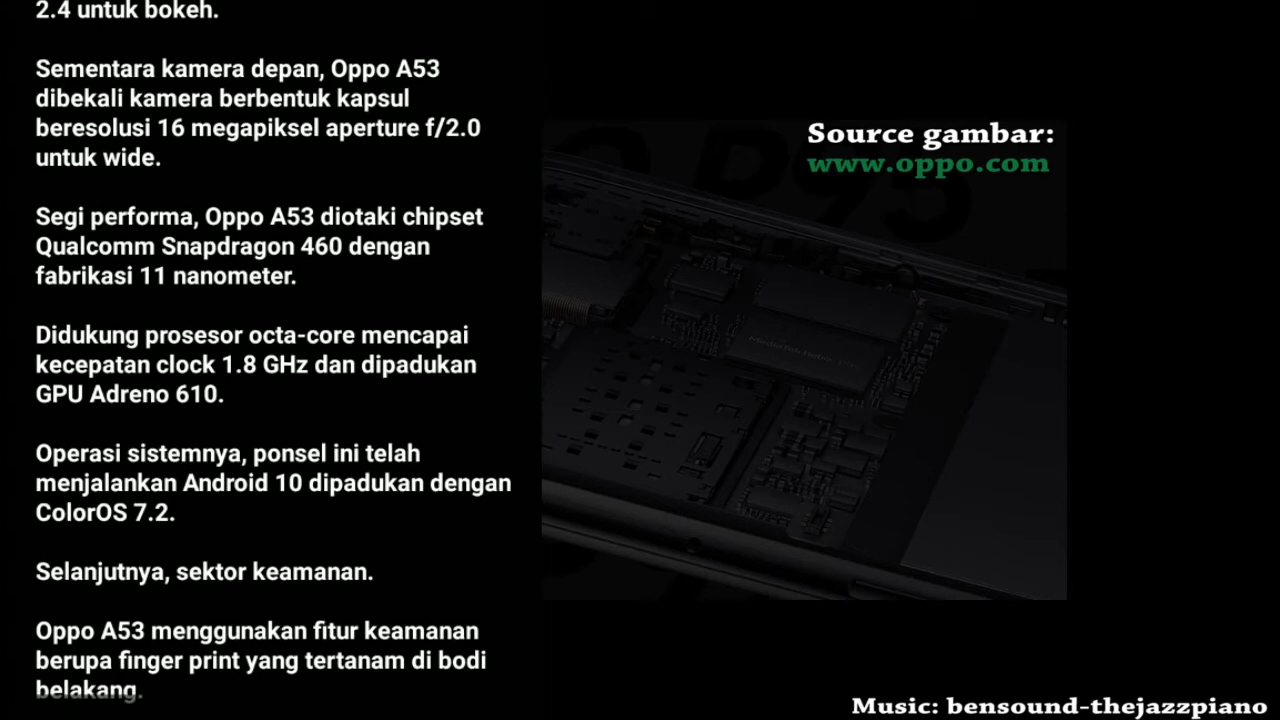 2.4 untuk bokeh.
Sementara kamera depan, Oppo A53
dibekali kamera berbentuk kapsul
beresolusi 16 megapiksel aperture f/2.0
untuk wide.
Segi performa, Oppo A53 diotaki chipset
Qualcomm Snapdragon 460 dengan
fabrikasi 11 nanometer.
Didukung prosesor octa-core mencapai
kecepatan clock 1.8 GHz dan dipadukan
GPU Adreno 610.
Operasi sistemnya, ponsel ini telah
menjalankan Android 10 dipadukan dengan
ColorOS 7.2.
Selanjutnya, sektor keamanan.
Oppo A53 menggunakan fitur keamanan
berupa finger print yang tertanam di bodi
belakang.
Source gambar:
www.oppo.com
Music: bensound-thejazzpiano